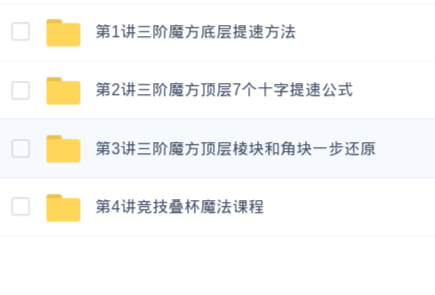 第1讲三阶魔方底层提速方法
第2讲三阶魔方顶层7个十字提速公式
第3讲三阶魔方顶层棱块和角块一步还原
第4讲竞技叠杯魔法课程